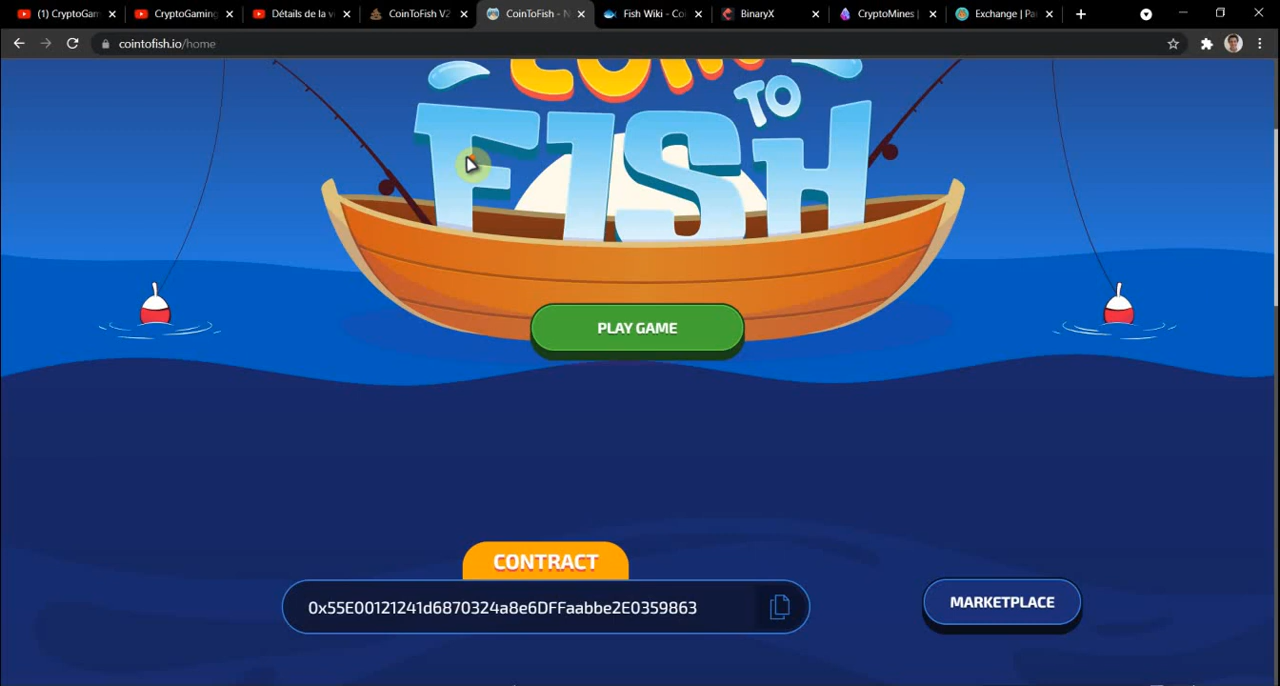 (1) CryptoGam
CryptoGaming
Détails de la v
CoinToFish V2
CoinToFish - N
Fish Wiki - Co
BinaryX
CryptoMines |
Exchange | Pa
cointofish.io/home
COIN
TO
FISH
PLAY GAME
CONTRACT
0x55E00121241d6870324a8e6DFFaabbe2E0359863
MARKETPLACE